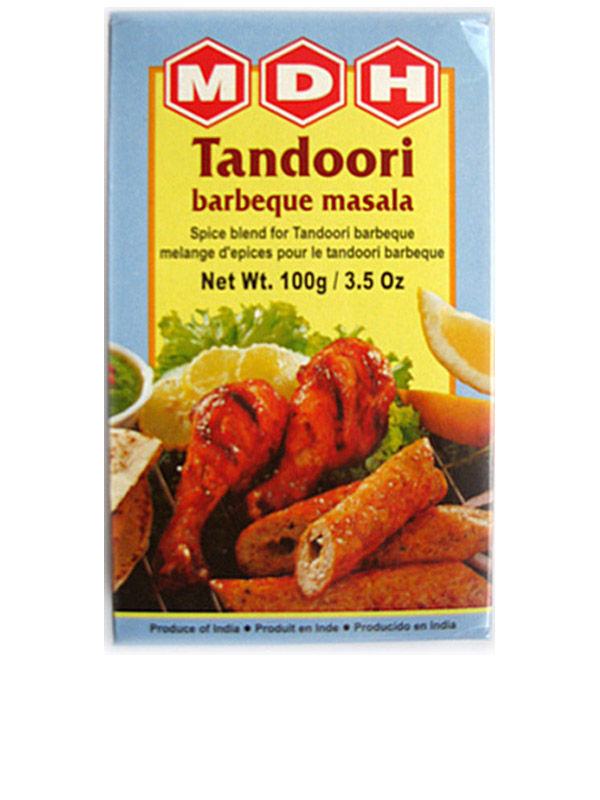 MDH
Tandoori
barbeque masala
Spice blend for Tandoori barbeque
melange d'epices pour le tandoori barbeque
Net Wt. 100g / 3.5 Oz
Produce of India • Produit en Inde • Producido en India